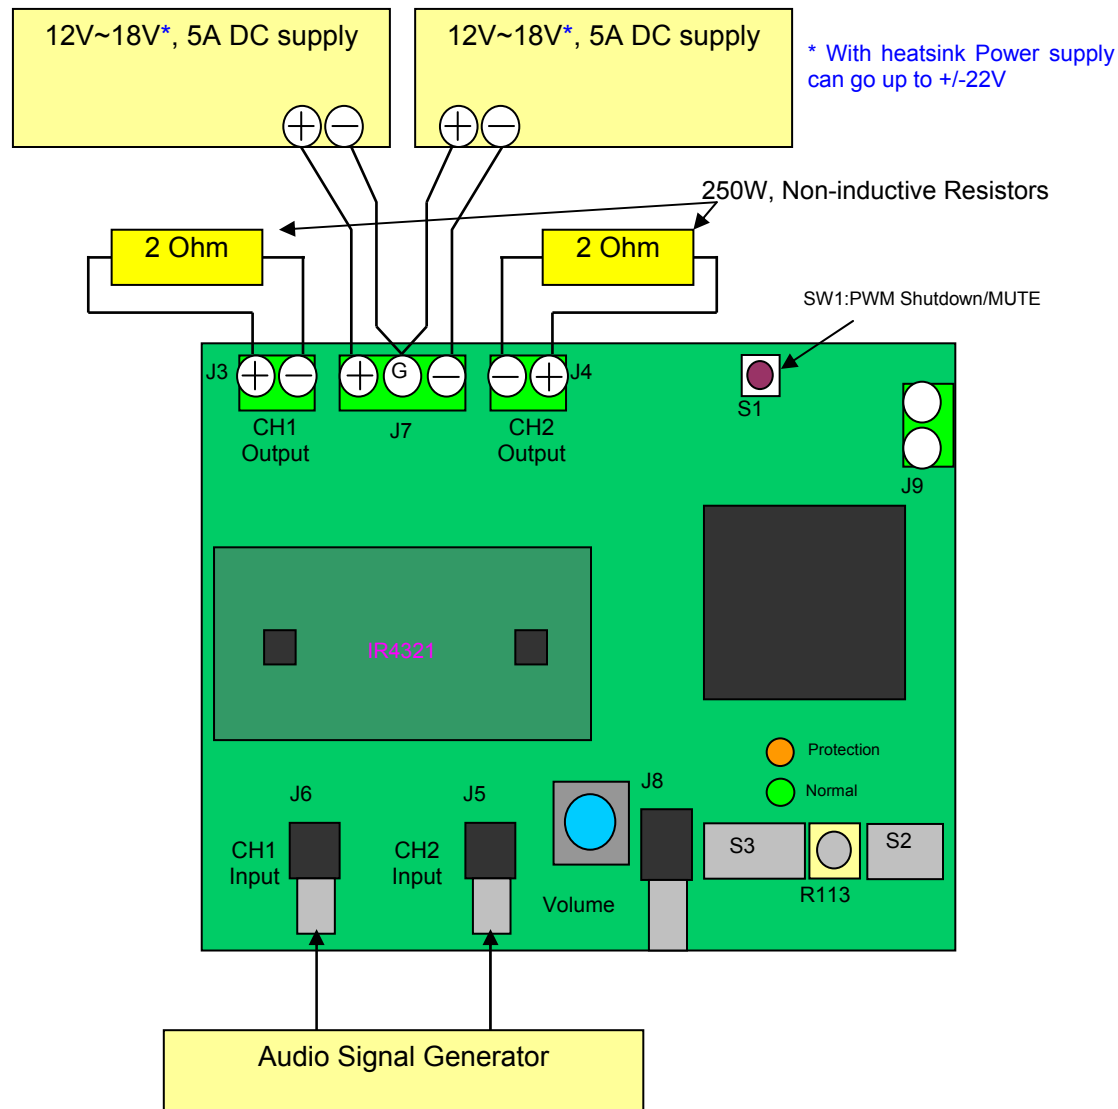 12V~18V*, 5A DC supply
12V~18V*, 5A DC supply
* With heatsink Power supply
can go up to +/-22V
250W, Non-inductive Resistors
2 Ohm
2 Ohm
SW1:PWM Shutdown/MUTE
J3
G
J4
S1
CH1
Output
J7
CH2
Output
J9
IR4321
Protection
Normal
J6
J5
J8
CH1
Input
CH2
Input
Volume
S3
S2
R113
Audio Signal Generator